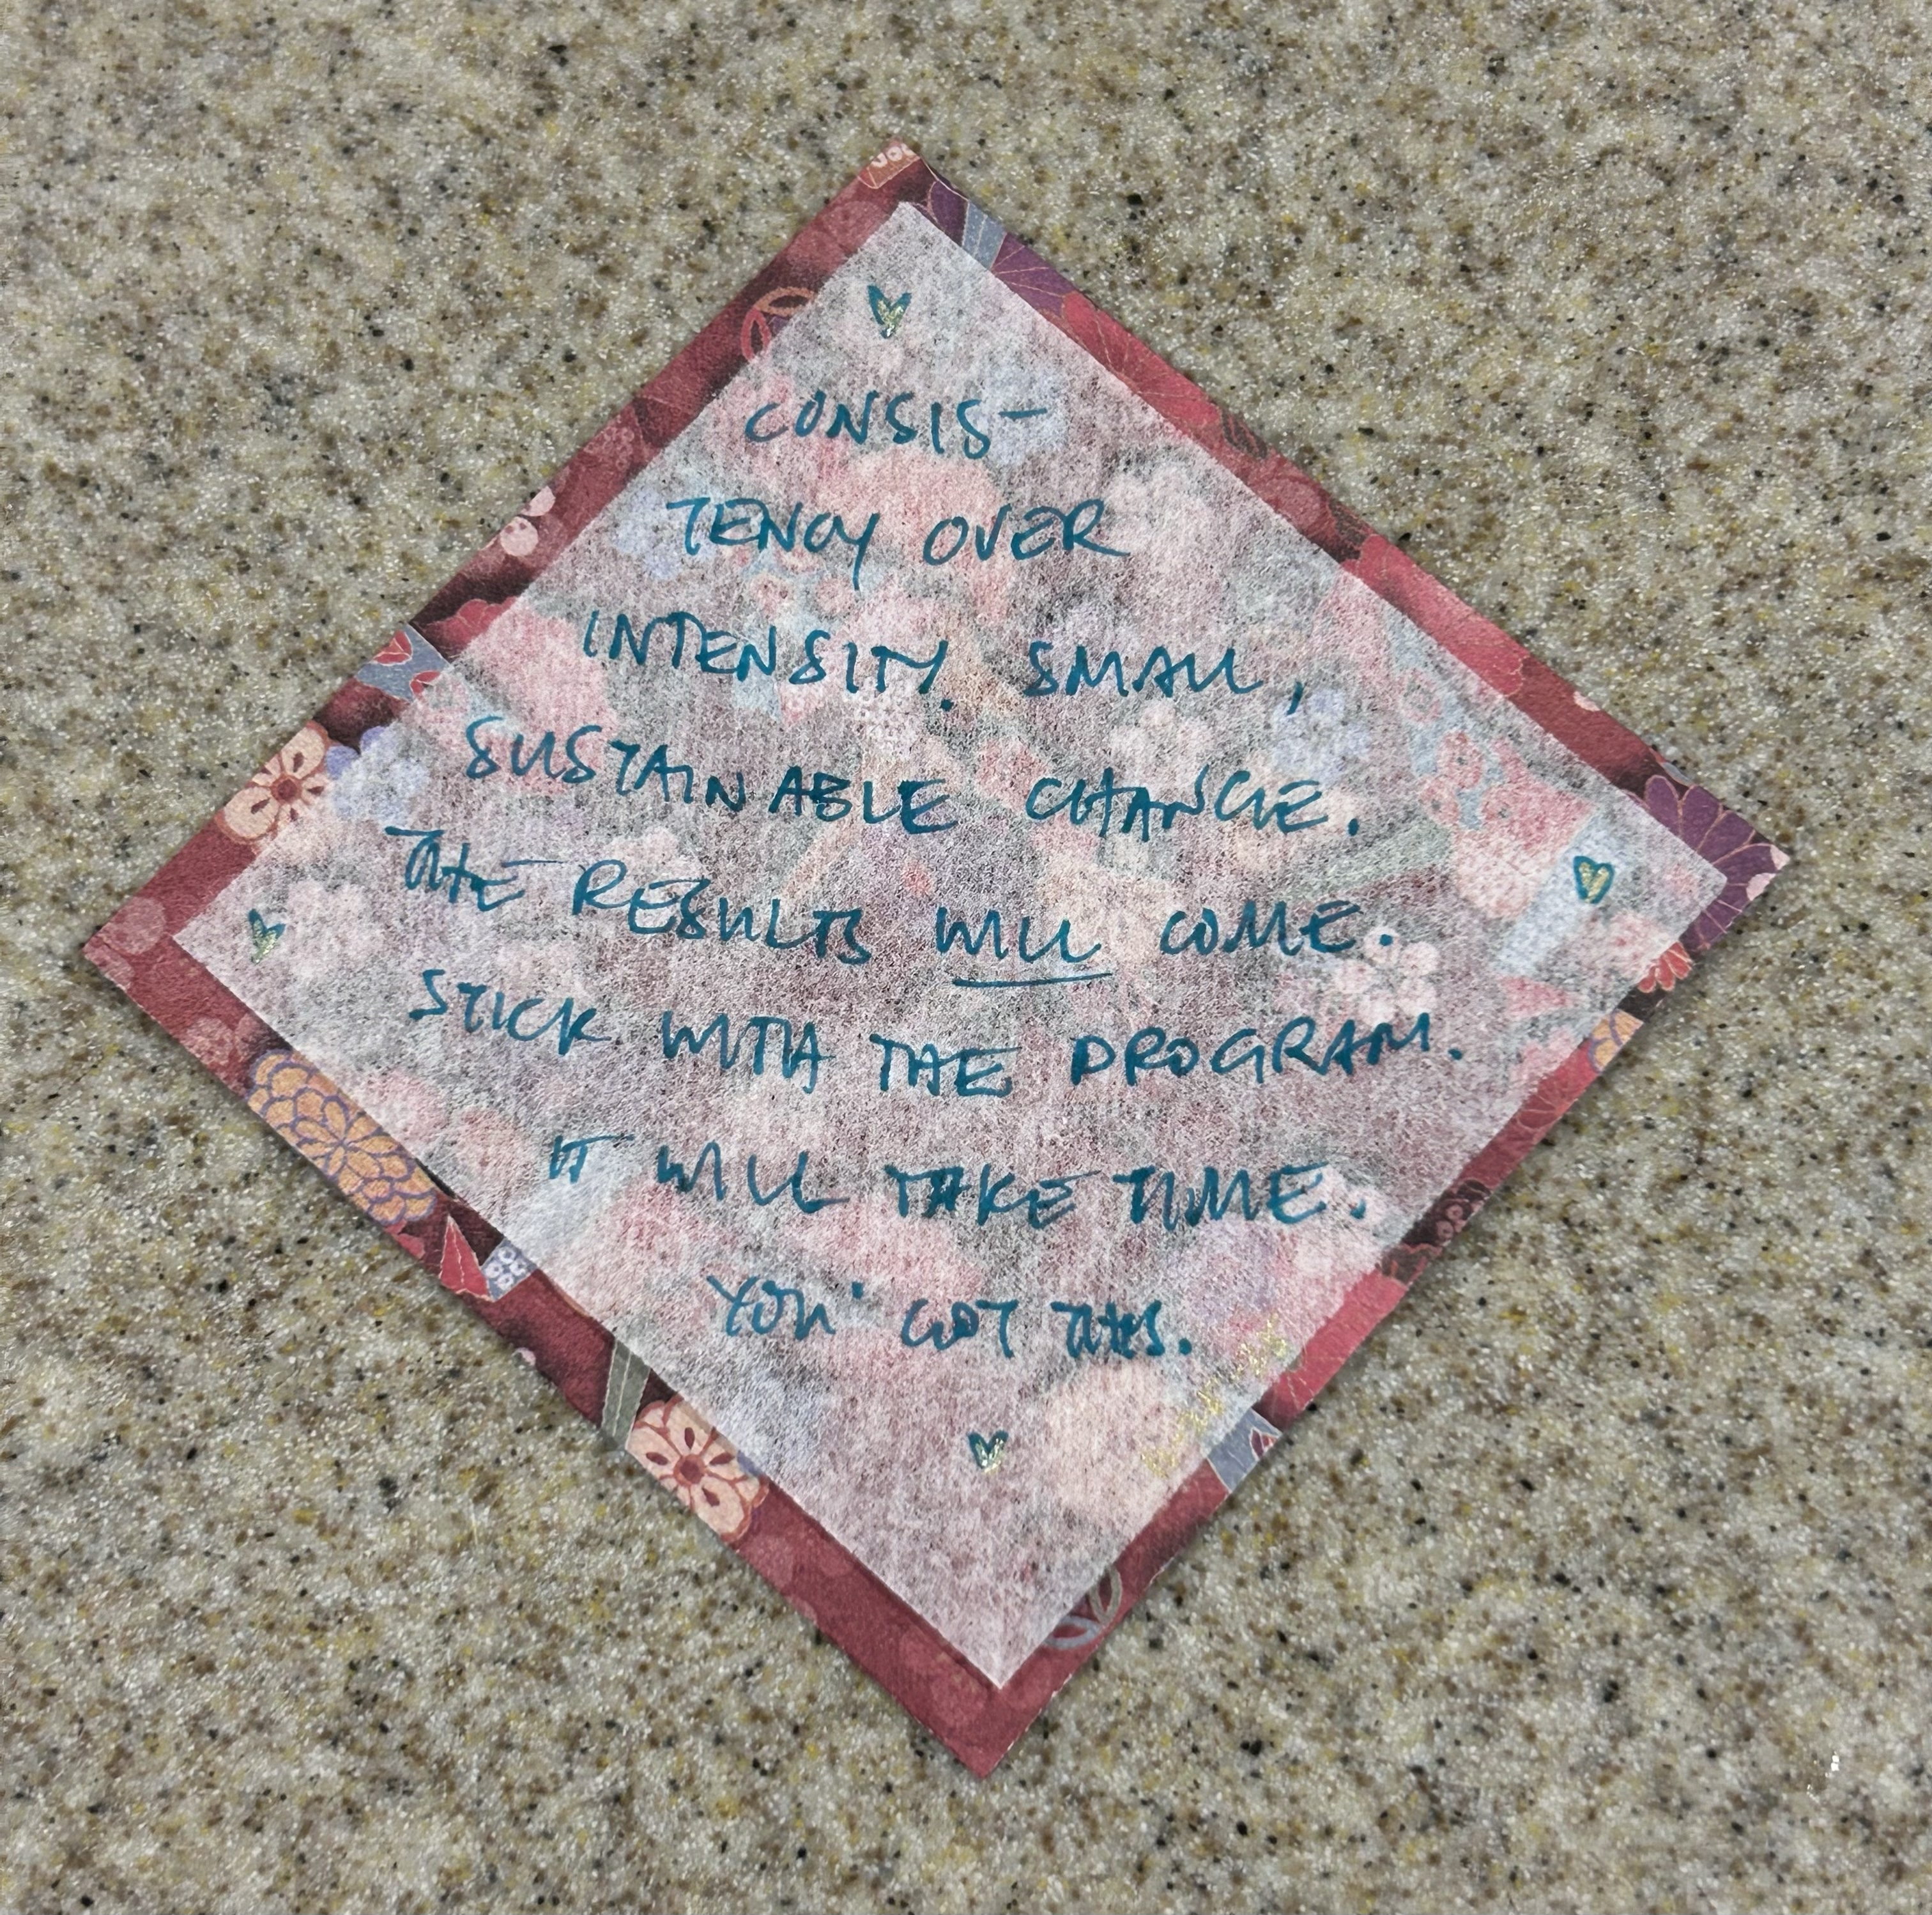 CONSIS-
TENCY OVER
INTENSITY. SMALL,
SUSTAINABLE CHANGE.
THE RESULTS WILL COME.
STICK WITH THE PROGRAM.
IT WILL TAKE TIME.
YOU GOT THIS.